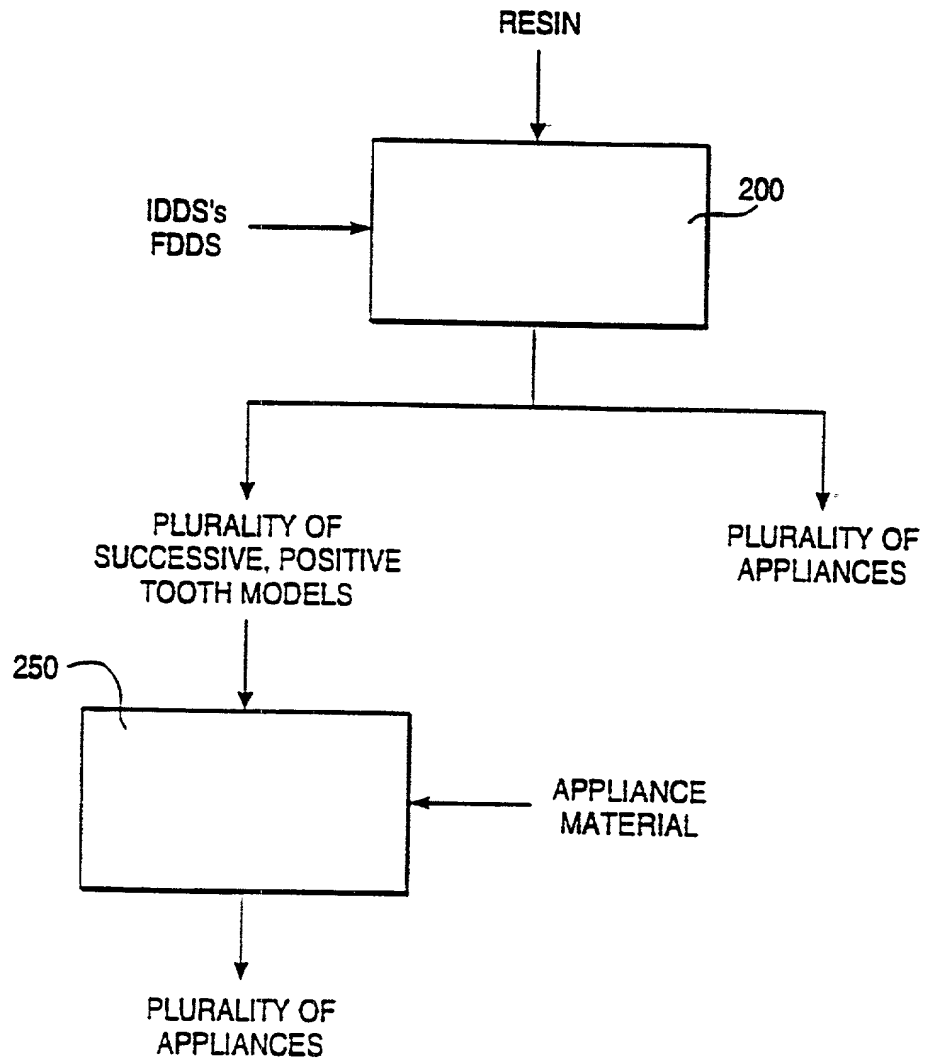 RESIN
200
IDDS's
FDDS
PLURALITY OF
SUCCESSIVE, POSITIVE
TOOTH MODELS
PLURALITY OF
APPLIANCES
250
APPLIANCE
MATERIAL
PLURALITY OF
APPLIANCES